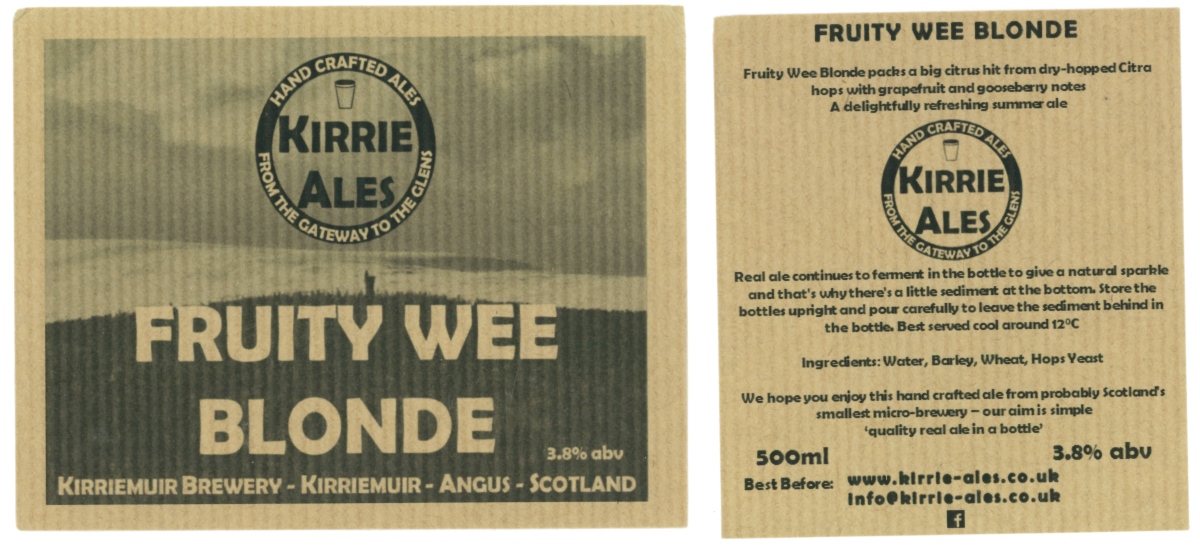 HAND CRAFTED ALES
KIRRIE
ALES
FROM THE GATEWAY TO THE GLENS
FRUITY WEE
BLONDE
3.8% abv
KIRRIEMUIR BREWERY - KIRRIEMUIR - ANGUS - SCOTLAND
FRUITY WEE BLONDE
Fruity Wee Blonde packs a big citrus hit from dry-hopped Citra
hops with grapefruit and gooseberry notes
A delightfully refreshing summer ale
HAND CRAFTED ALES
KIRRIE
ALES
FROM THE GATEWAY TO THE GLENS
Real ale continues to ferment in the bottle to give a natural sparkle
and that's why there's a little sediment at the bottom. Store the
bottles upright and pour carefully to leave the sediment behind in
the bottle. Best served cool around 12°C
Ingredients: Water, Barley, Wheat, Hops Yeast
We hope you enjoy this hand crafted ale from probably Scotland's
smallest micro-brewery – our aim is simple
'quality real ale in a bottle'
500ml 3.8% abv
Best Before: www.kirrie-ales.co.uk
info@kirrie-ales.co.uk
f